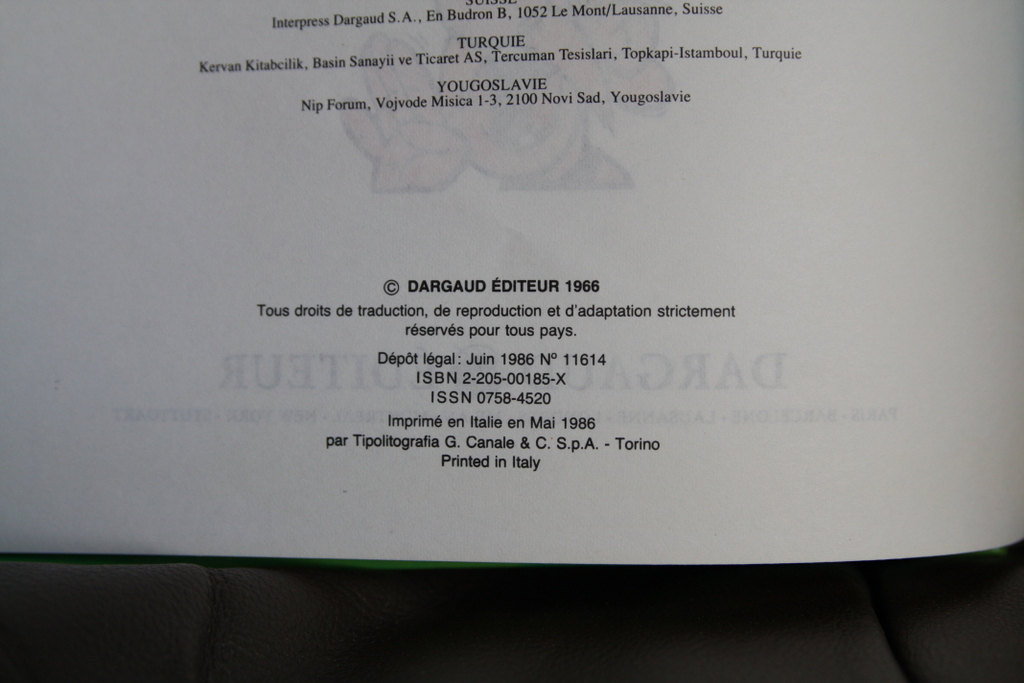 SUISSE
Interpress Dargaud S.A., En Budron B, 1052 Le Mont/Lausanne, Suisse
TURQUIE
Kervan Kitabcilik, Basin Sanayii ve Ticaret AS, Tercuman Tesislari, Topkapi-Istamboul, Turquie
YOUGOSLAVIE
Nip Forum, Vojvode Misica 1-3, 2100 Novi Sad, Yougoslavie
© DARGAUD ÉDITEUR 1966
Tous droits de traduction, de reproduction et d'adaptation strictement
réservés pour tous pays.
Dépôt légal: Juin 1986 Nº 11614
ISBN 2-205-00185-X
ISSN 0758-4520
Imprimé en Italie en Mai 1986
par Tipolitografia G. Canale & C. S.p.A. - Torino
Printed in Italy